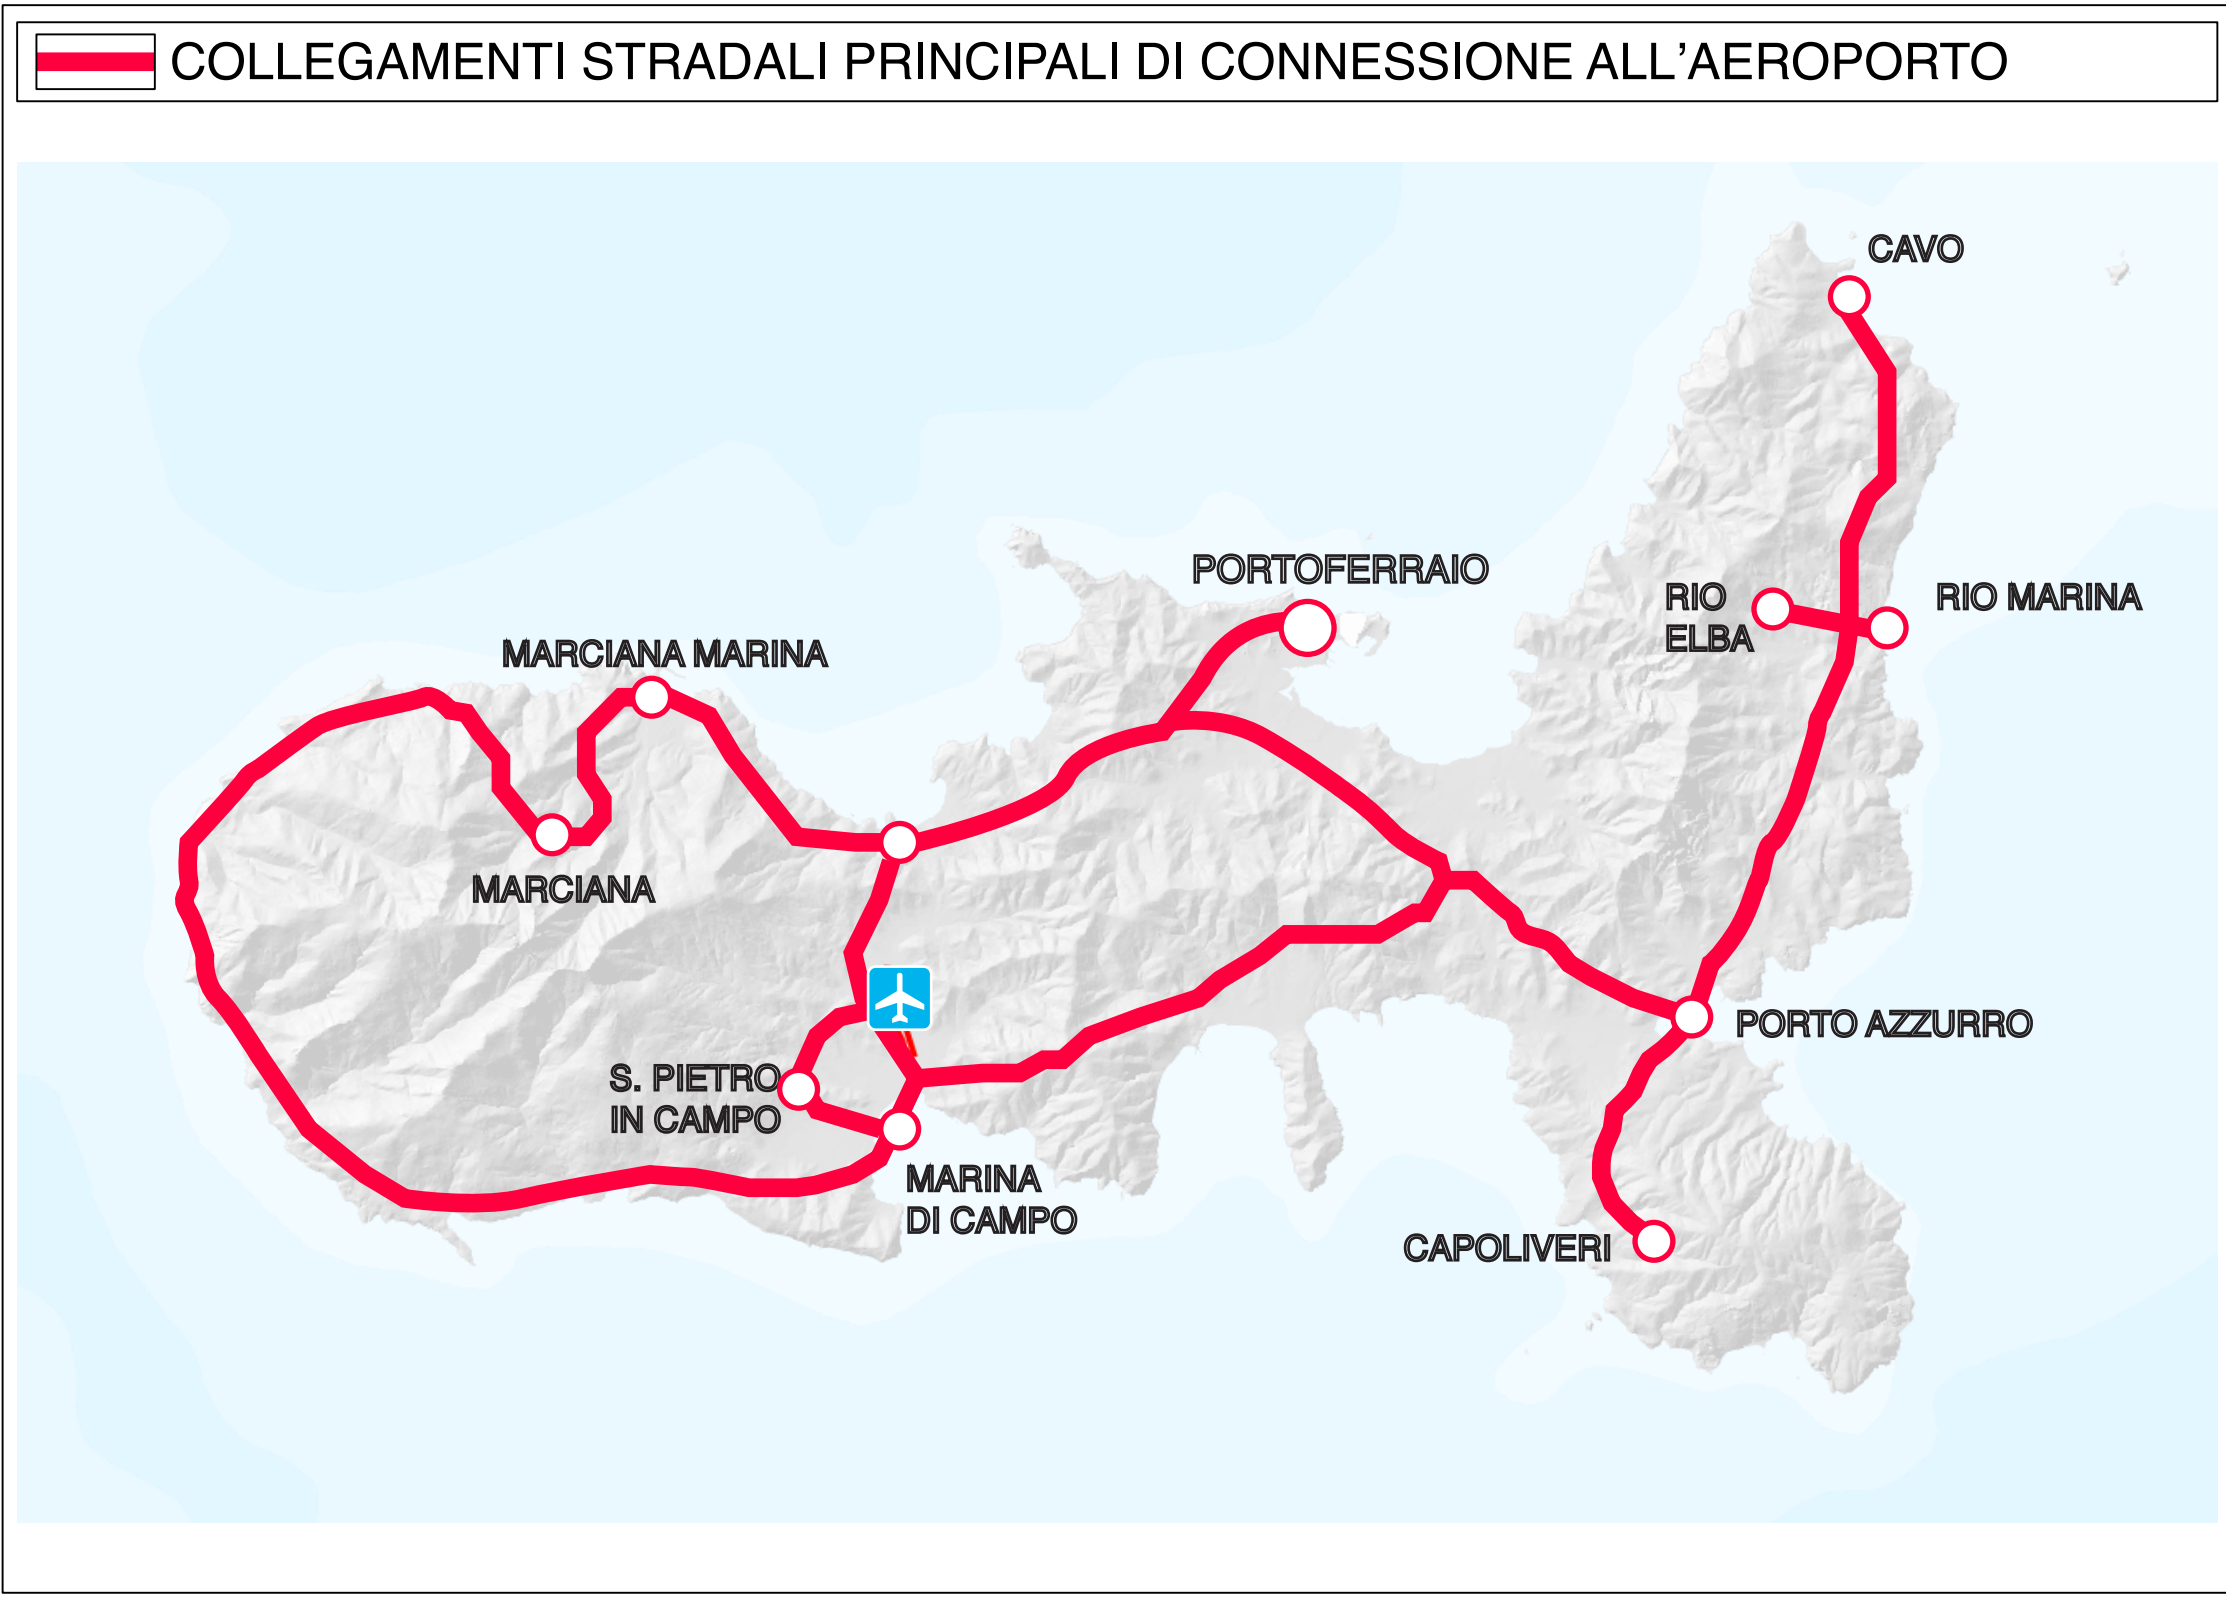 COLLEGAMENTI STRADALI PRINCIPALI DI CONNESSIONE ALL'AEROPORTO
CAVO
PORTOFERRAIO
RIO
ELBA
RIO MARINA
MARCIANA MARINA
MARCIANA
PORTO AZZURRO
S. PIETRO
IN CAMPO
MARINA
DI CAMPO
CAPOLIVERI